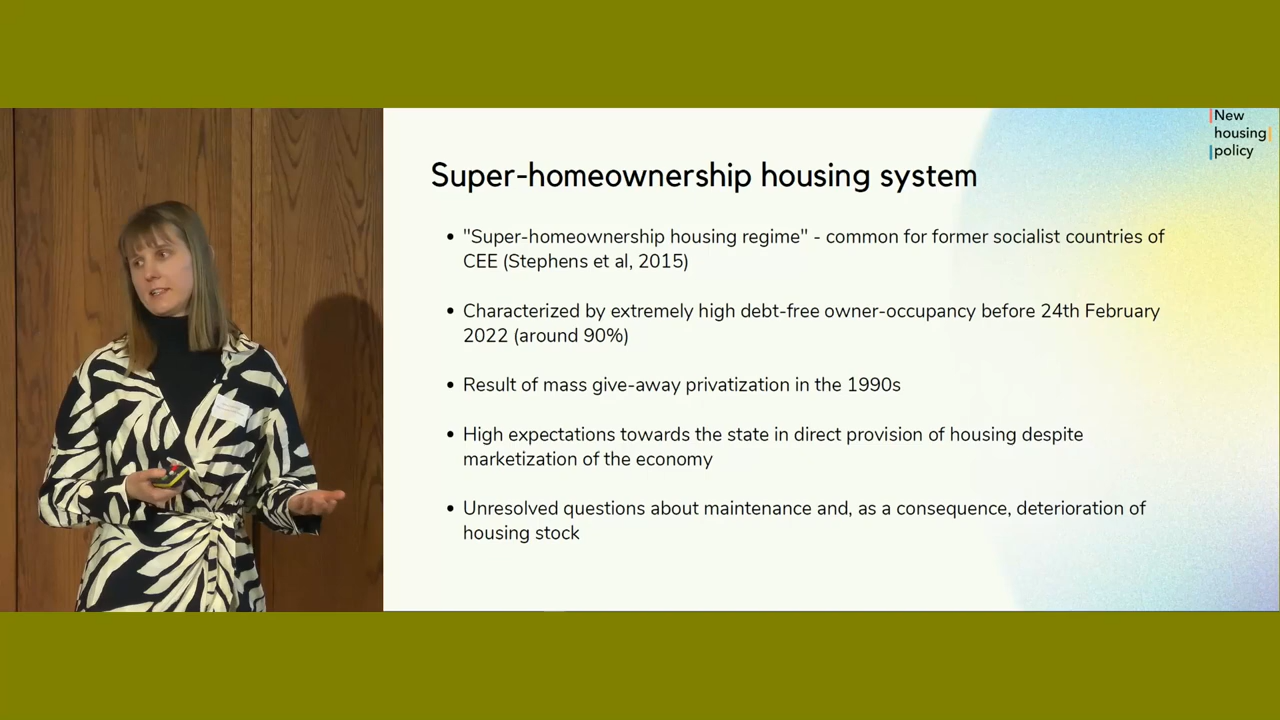 New
housing
policy
Super-homeownership housing system
• "Super-homeownership housing regime" - common for former socialist countries of
CEE (Stephens et al, 2015)
• Characterized by extremely high debt-free owner-occupancy before 24th February
2022 (around 90%)
• Result of mass give-away privatization in the 1990s
• High expectations towards the state in direct provision of housing despite
marketization of the economy
• Unresolved questions about maintenance and, as a consequence, deterioration of
housing stock